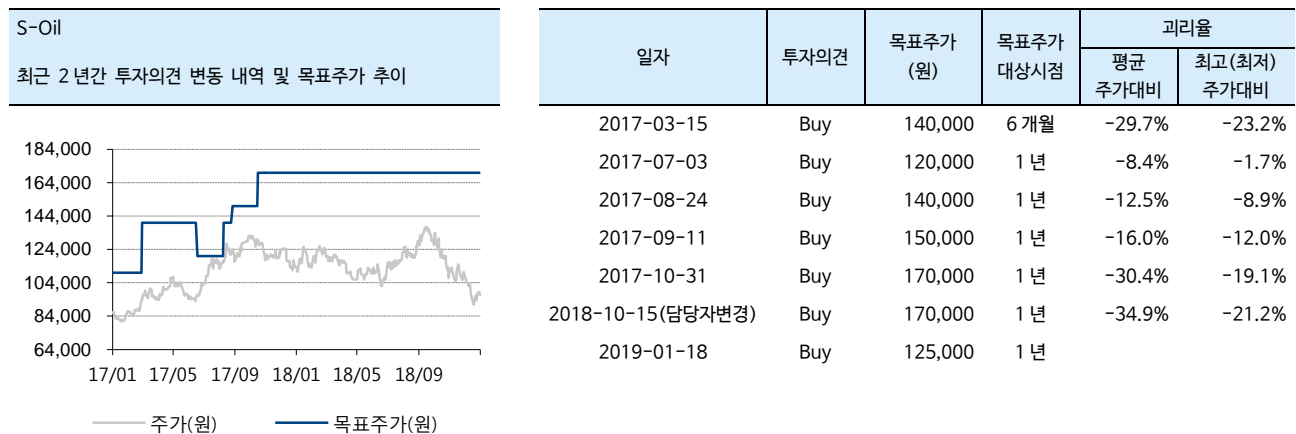 S-Oil
최근 2년간 투자의견 변동 내역 및 목표주가 추이
184,000
164,000
144,000
124,000
104,000
84,000
64,000
17/01 17/05 17/09 18/01 18/05 18/09
주가(원) 목표주가(원)
일자 투자의견 목표주가 (원) 목표주가 대상시점 괴리율
평균 주가대비 최고(최저) 주가대비
2017-03-15 Buy 140,000 6개월 -29.7% -23.2%
2017-07-03 Buy 120,000 1년 -8.4% -1.7%
2017-08-24 Buy 140,000 1년 -12.5% -8.9%
2017-09-11 Buy 150,000 1년 -16.0% -12.0%
2017-10-31 Buy 170,000 1년 -30.4% -19.1%
2018-10-15(담당자변경) Buy 170,000 1년 -34.9% -21.2%
2019-01-18 Buy 125,000 1년